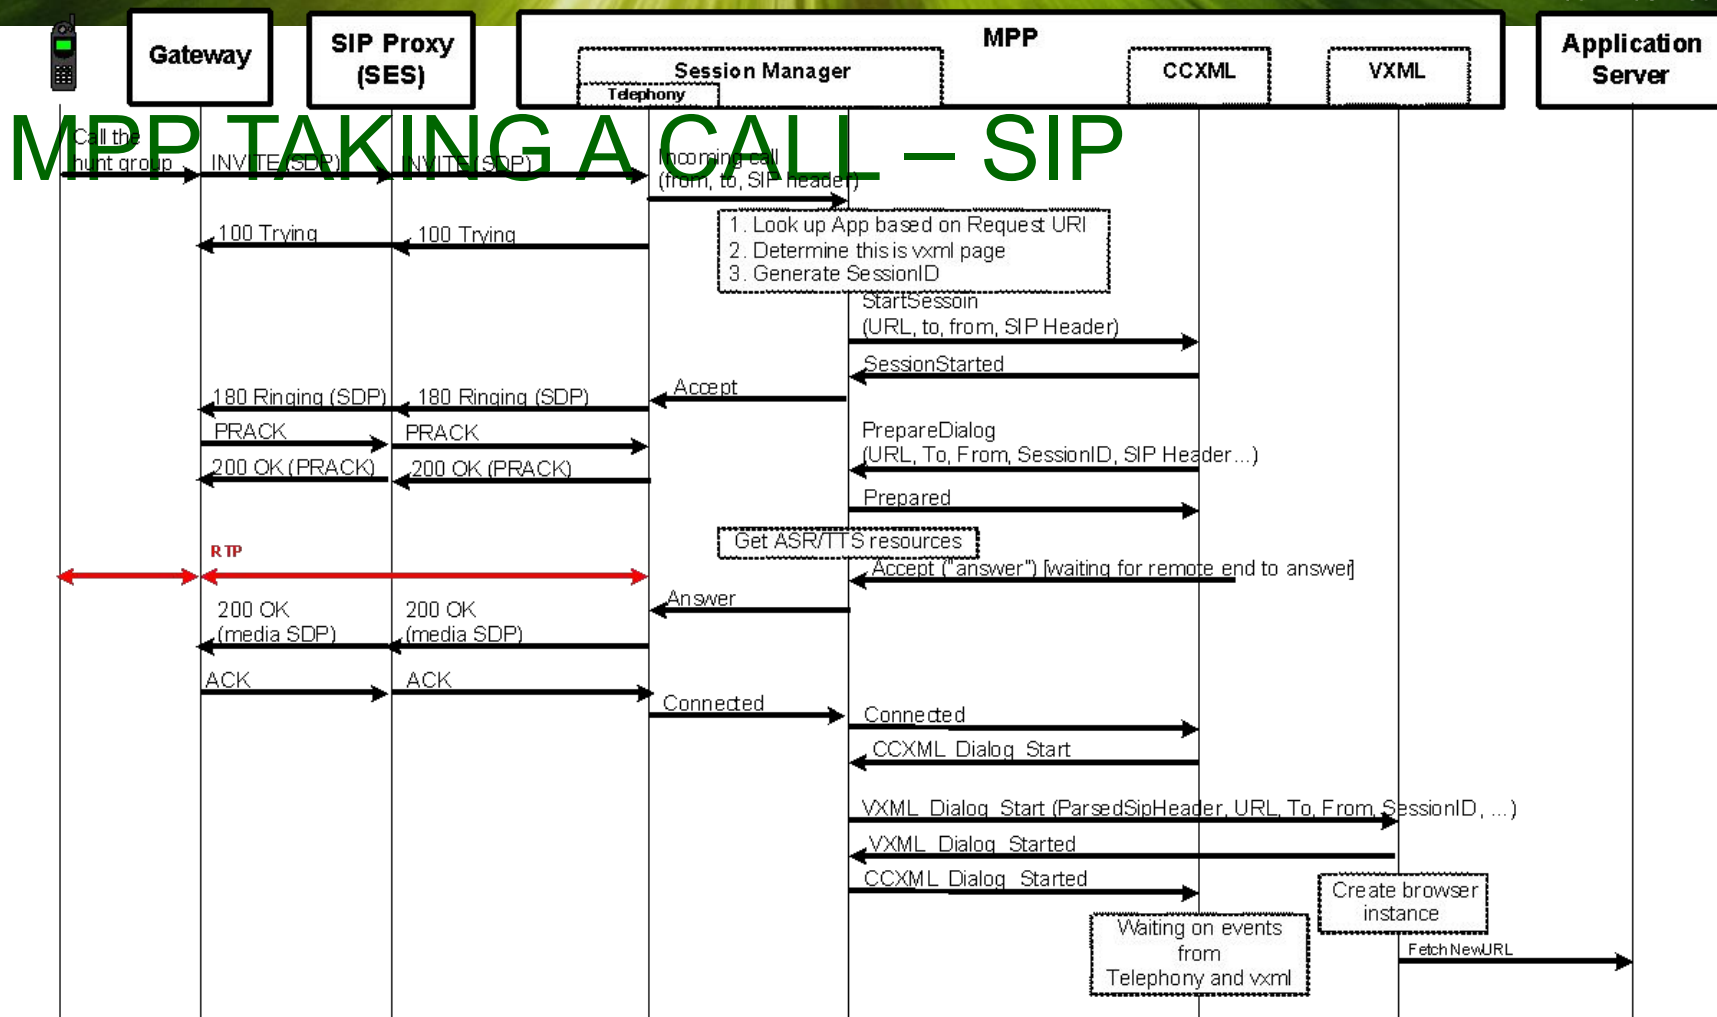 Gateway
SIP Proxy
(SES)
MPP
Session Manager
Telephony
CCXML
VXML
Application
Server
MPP TAKING A CALL – SIP
Call the
hunt group
INVITE (SDP)
INVITE (SDP)
Incoming call
(from, to, SIP header)
100 Trying
100 Trying
1. Look up App based on Request URI
2. Determine this is vxml page
3. Generate SessionID
StartSessoin
(URL, to, from, SIP Header)
SessionStarted
Accept
180 Ringing (SDP)
180 Ringing (SDP)
PRACK
PRACK
PrepareDialog
(URL, To, From, SessionID, SIP Header...)
200 OK (PRACK)
200 OK (PRACK)
Prepared
Get ASR/TTS resources
RTP
Accept ("answer") [waiting for remote end to answer]
Answer
200 OK
(media SDP)
200 OK
(media SDP)
ACK
ACK
Connected
Connected
CCXML_Dialog_Start
VXML_Dialog_Start (ParsedSipHeader, URL, To, From, SessionID, ...)
VXML_Dialog_Started
CCXML_Dialog_Started
Create browser
instance
Waiting on events
from
Telephony and vxml
FetchNewURL